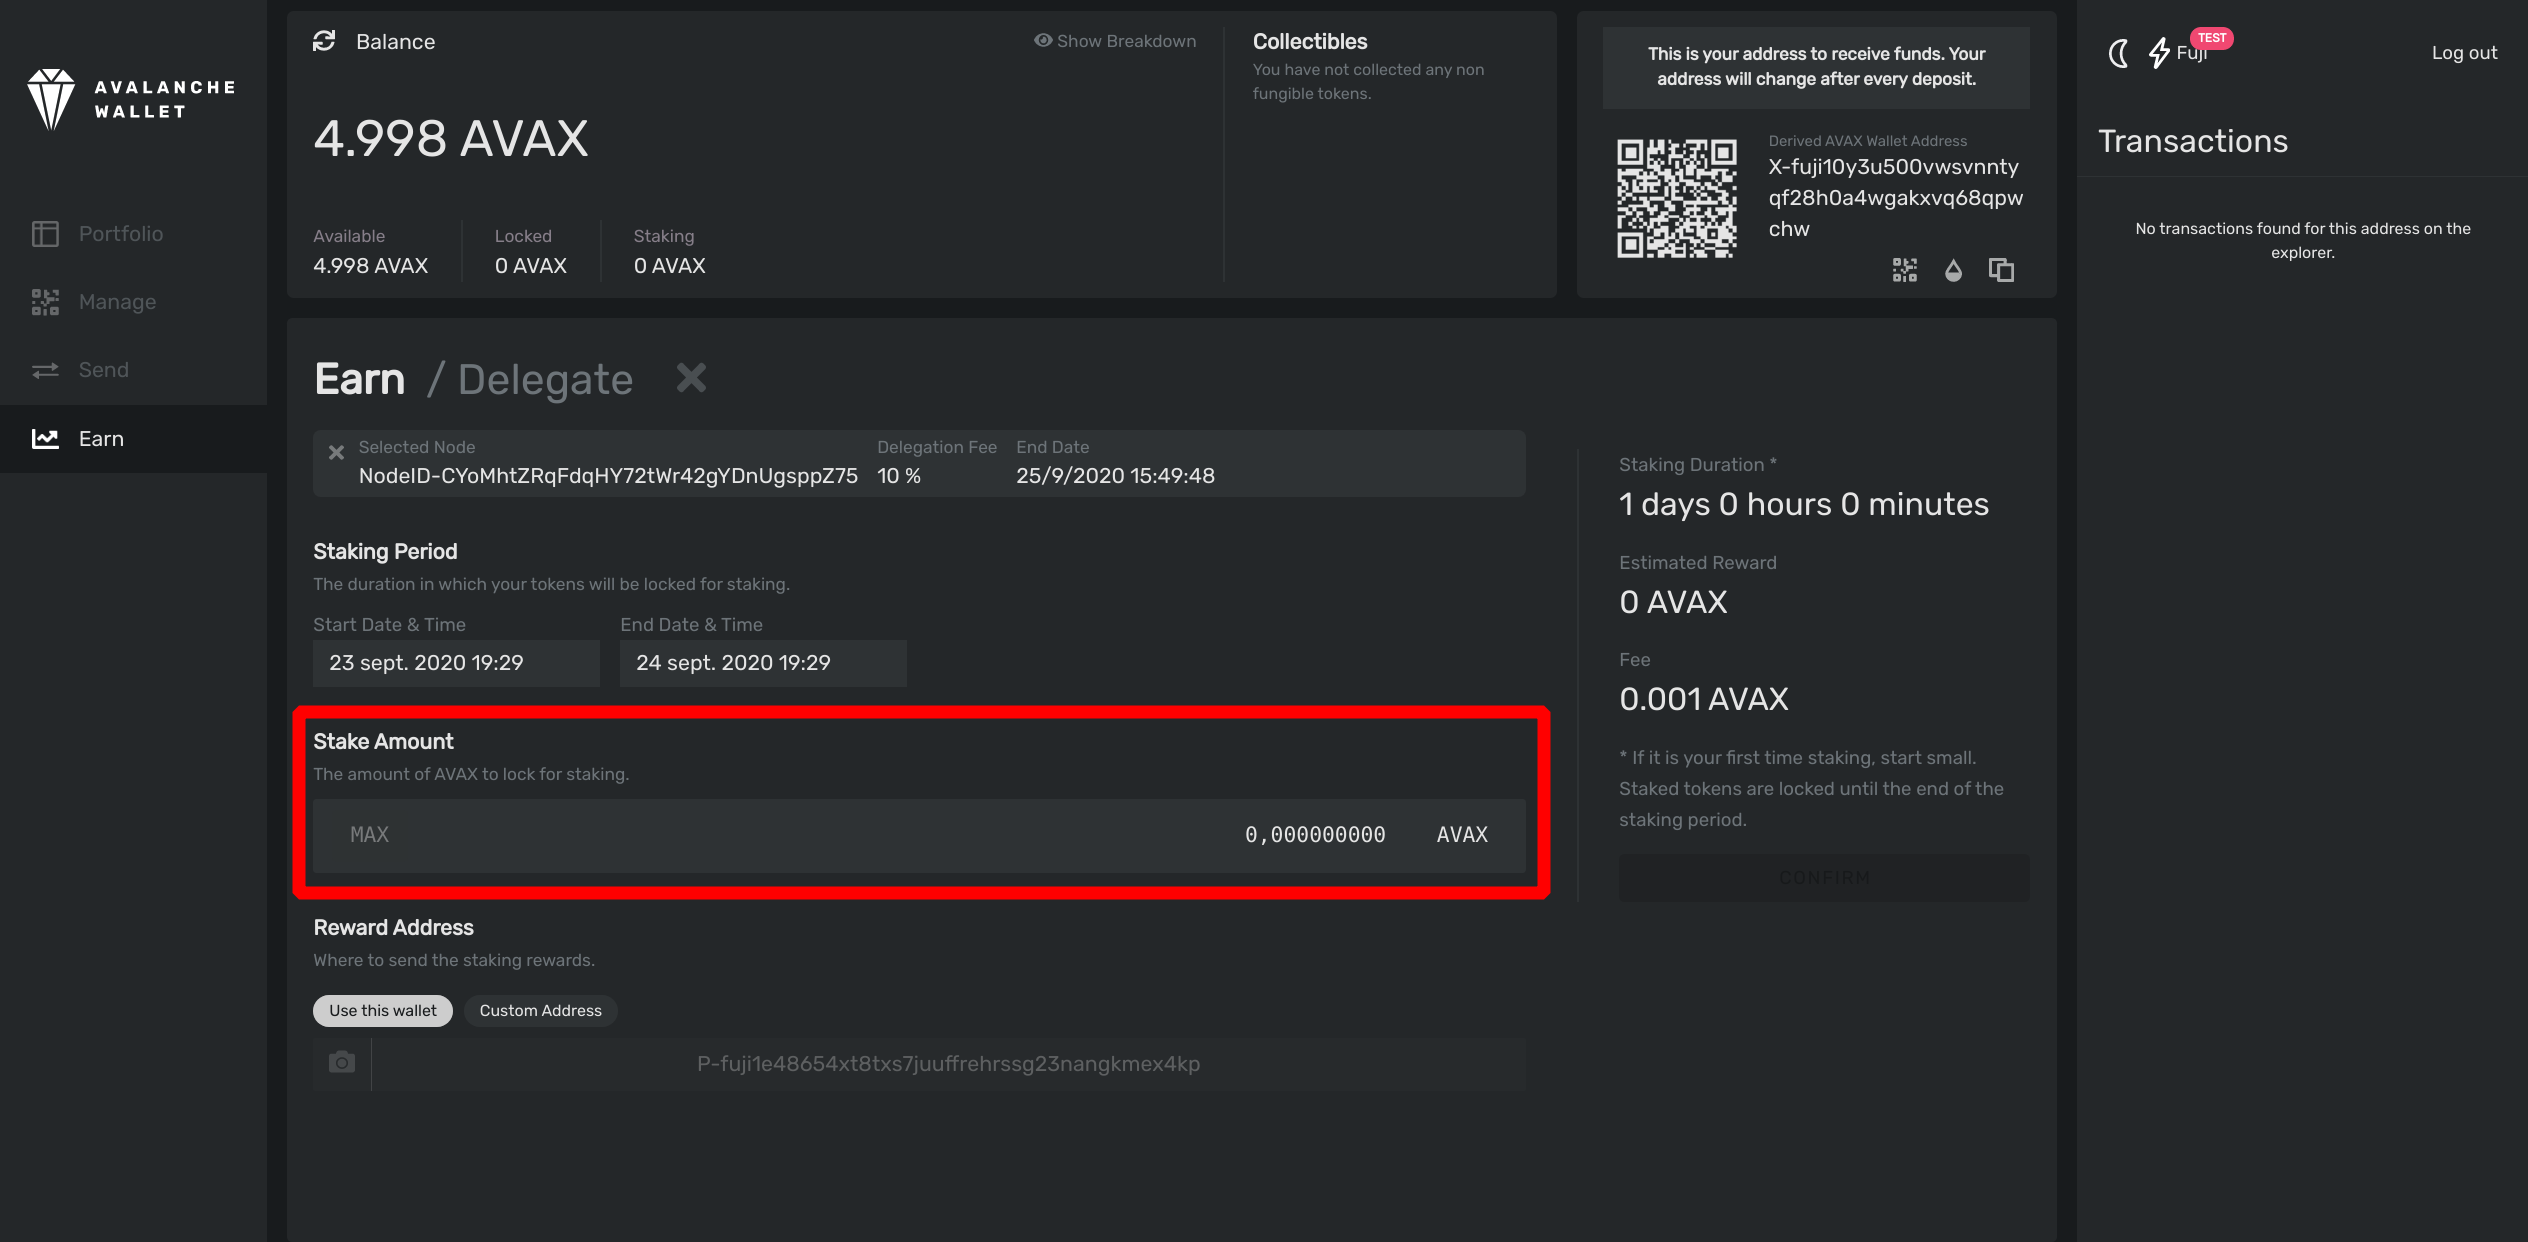 AVALANCHE
WALLET
Portfolio
Manage
Send
Earn
Balance
Show Breakdown
4.998 AVAX
Available
4.998 AVAX
Locked
0 AVAX
Staking
0 AVAX
Collectibles
You have not collected any non
fungible tokens.
This is your address to receive funds. Your
address will change after every deposit.
Derived AVAX Wallet Address
X-fuji10y3u500vwsvnnty
qf28h0a4wgakxvq68qpw
chw
Earn / Delegate
Selected Node
NodeID-CYoMhtZRqFdqHY72tWr42gYDnUgsppZ75
Delegation Fee
10 %
End Date
25/9/2020 15:49:48
Staking Period
The duration in which your tokens will be locked for staking.
Start Date & Time
23 sept. 2020 19:29
End Date & Time
24 sept. 2020 19:29
Stake Amount
The amount of AVAX to lock for staking.
MAX 0,000000000 AVAX
Reward Address
Where to send the staking rewards.
Use this wallet
Custom Address
P-fuji1e48654xt8txs7juuffrehrssg23nangkmex4kp
Staking Duration *
1 days 0 hours 0 minutes
Estimated Reward
0 AVAX
Fee
0.001 AVAX
* If it is your first time staking, start small.
Staked tokens are locked until the end of the
staking period.
CONFIRM
Fuji
TEST
Log out
Transactions
No transactions found for this address on the
explorer.